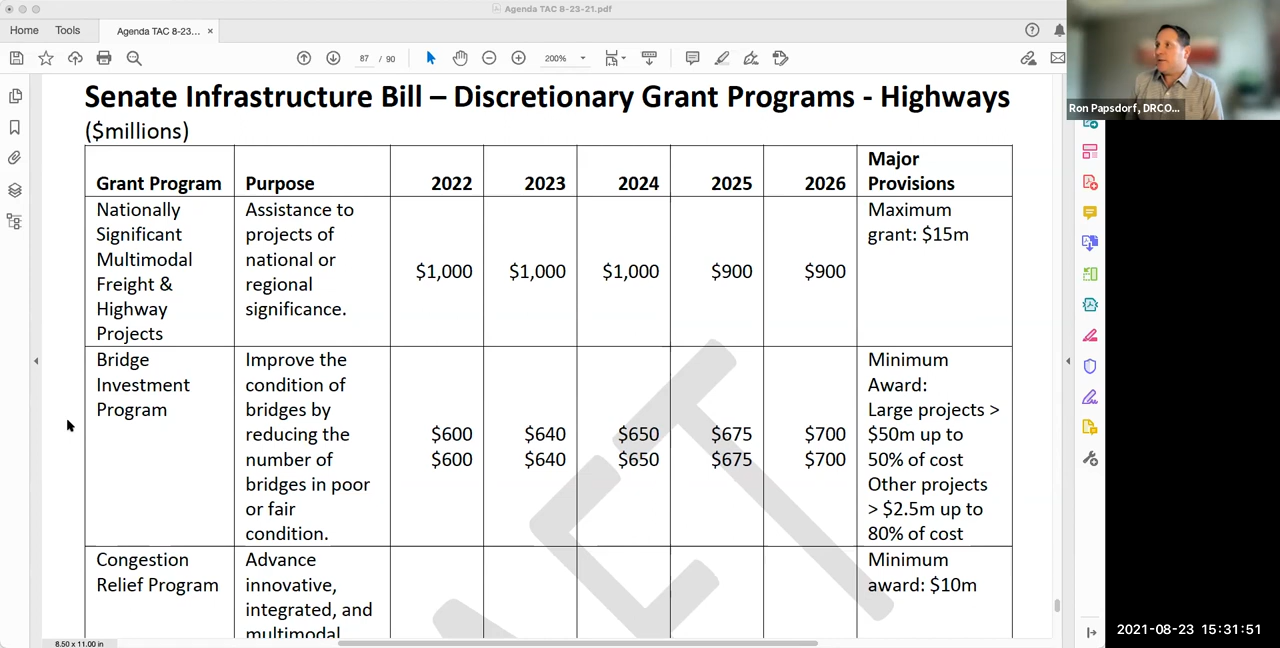 Agenda TAC 8-23-21.pdf
Home Tools Agenda TAC 8-23... ×
87 / 90 200%
Ron Papsdorf, DRCO...
Senate Infrastructure Bill – Discretionary Grant Programs - Highways
($millions)
Grant Program Purpose 2022 2023 2024 2025 2026 Major
Provisions
Nationally
Significant
Multimodal
Freight &
Highway
Projects
Assistance to
projects of
national or
regional
significance.
$1,000 $1,000 $1,000 $900 $900
Maximum
grant: $15m
Bridge
Investment
Program
Improve the
condition of
bridges by
reducing the
number of
bridges in poor
or fair
condition.
$600 $640 $650 $675 $700
$600 $640 $650 $675 $700
Minimum
Award:
Large projects >
$50m up to
50% of cost
Other projects
> $2.5m up to
80% of cost
Congestion
Relief Program
Advance
innovative,
integrated, and
multimodal
Minimum
award: $10m
8.50 x 11.00 in
2021-08-23 15:31:51